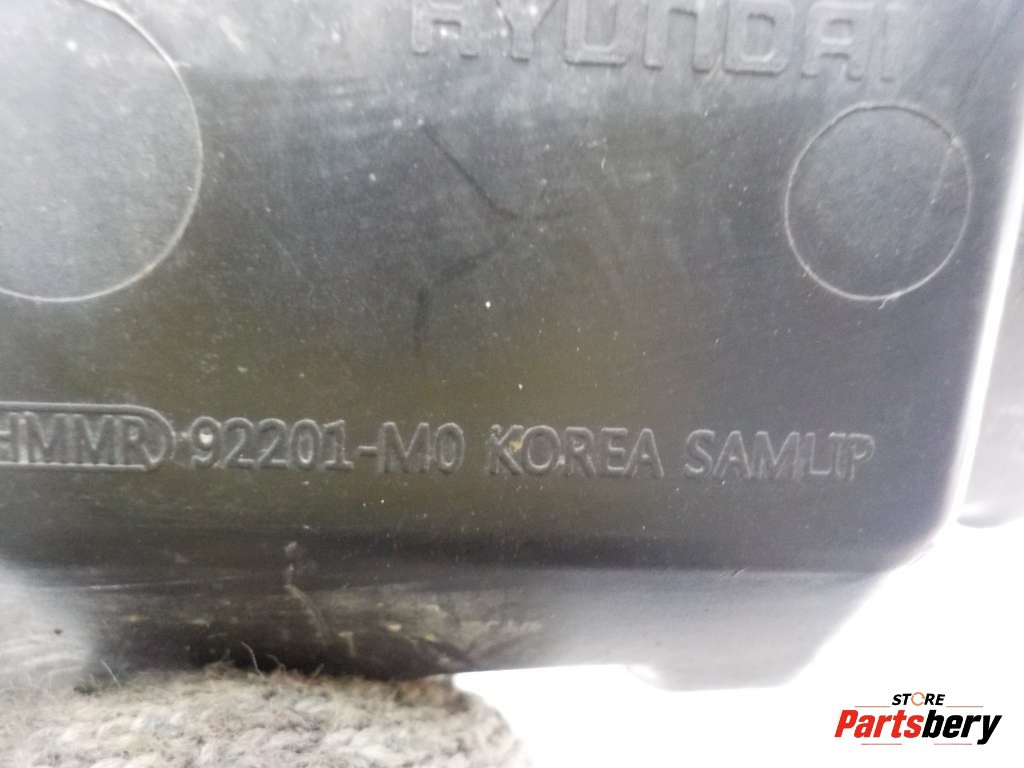 HYUNDAI
HMMR 92201-M0 KOREA SAMLIP
STORE
Partsbery